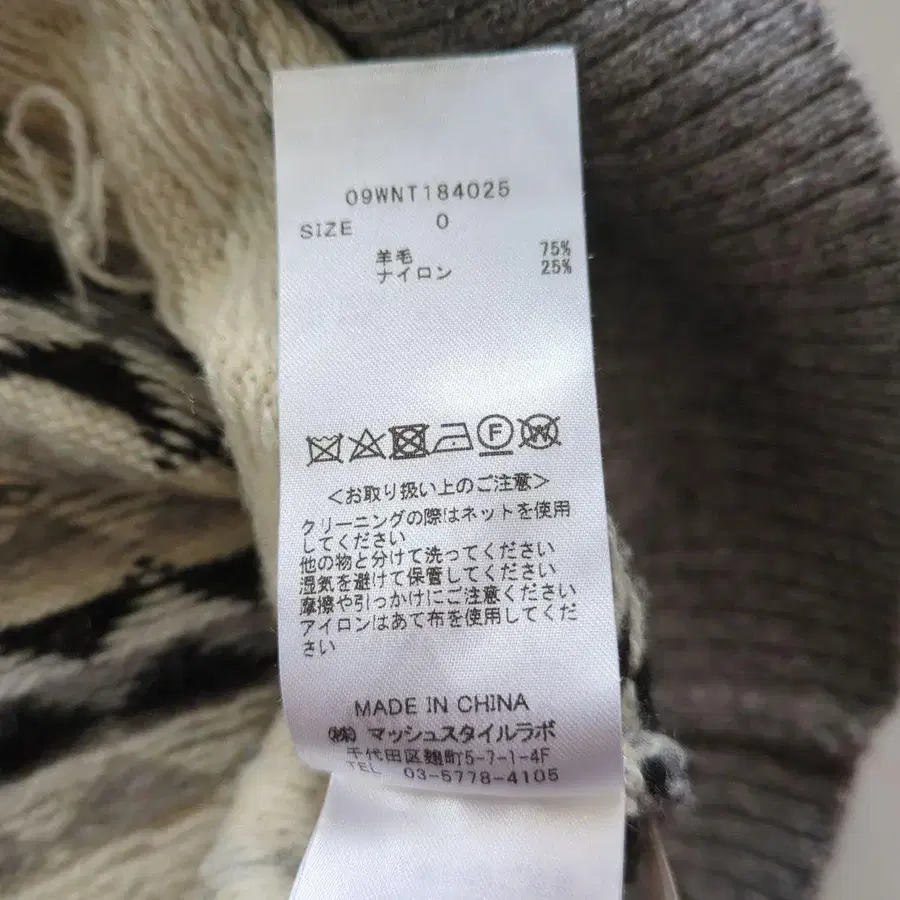 09WNT184025
SIZE 0
羊毛 75%
ナイロン 25%
F W
<お取り扱い上のご注意>
クリーニングの際はネットを使用
してください
他の物と分けて洗ってください
湿気を避けて保管してください
摩擦や引っかけにご注意ください
アイロンはあて布を使用してくだ
さい
MADE IN CHINA
㈱ マッシュスタイルラボ
千代田区麹町5-7-1-4F
TEL 03-5778-4105